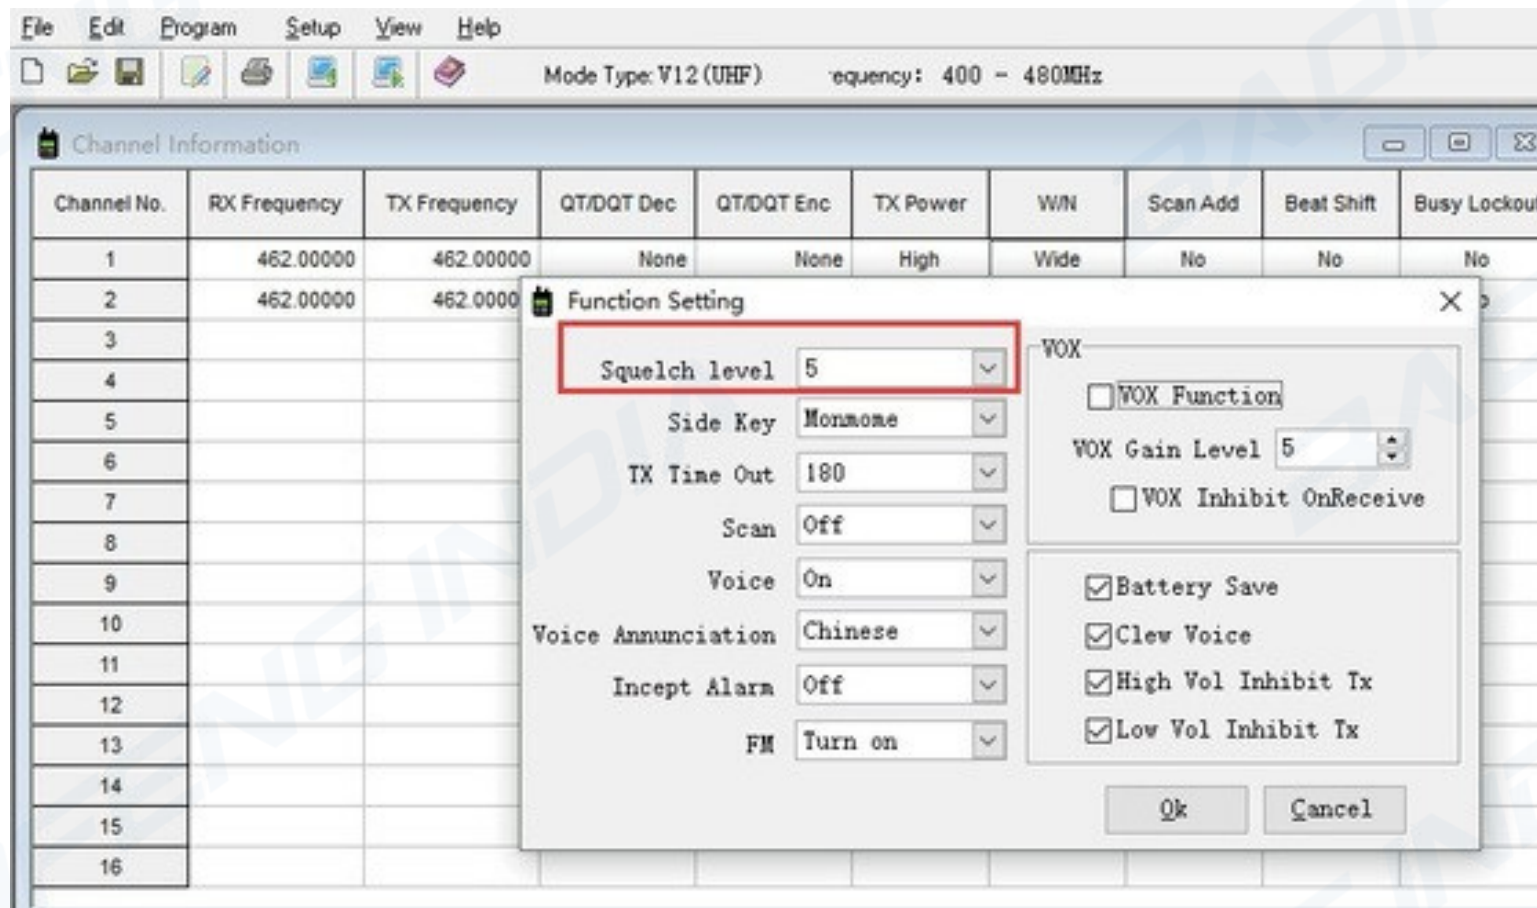 File Edit Program Setup View Help
Mode Type: V12(UHF) equency: 400 - 480MHz
Channel Information
Channel No. RX Frequency TX Frequency QT/DQT Dec QT/DQT Enc TX Power W/N Scan Add Beat Shift Busy Lockout
1 462.00000 462.00000 None None High Wide No No No
2 462.00000 462.0000
Function Setting
3
4
5
6
7
8
9
10
11
12
13
14
15
16
Squelch level 5
Side Key Monmome
TX Time Out 180
Scan Off
Voice On
Voice Annunciation Chinese
Incept Alarm Off
FM Turn on
VOX
VOX Function
VOX Gain Level 5
VOX Inhibit OnReceive
Battery Save
Clew Voice
High Vol Inhibit Tx
Low Vol Inhibit Tx
Ok Cancel